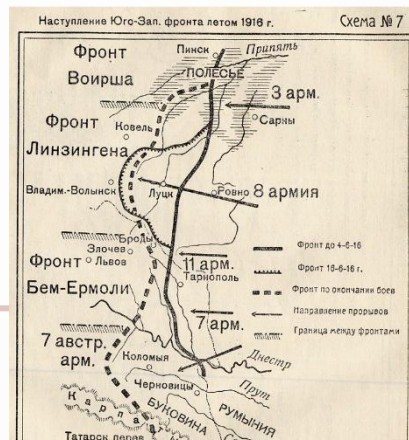 Наступление Юго-Зап. фронта летом 1916 г.
Схема № 7
Фронт
Воирша
Пинск
Припять
ПОЛЕСЬЕ
3 арм.
Сарны
Фронт
Линзингена
Ковель
Владим.-Волынск
Луцк
Ровно
8 армия
Броды
Злочев
Львов
Фронт
Бем-Ермоли
11 арм.
Тарнополь
7 арм.
7 австр.
арм.
Фронт до 4-6-16
Фронт 16-6-16 г.
Фронт по окончании боев
Направление прорывов
Граница между фронтами
Днестр
Коломыя
Прут
Черновицы
БУКОВИНА
РУМЫНИЯ
Татарск. перев.